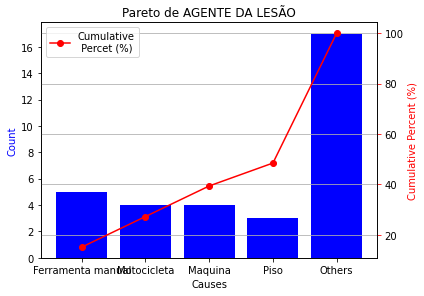 Pareto de AGENTE DA LESÃO
Cumulative
Percet (%)
16
14
12
10
8
6
4
2
0
Count
100
80
60
40
20
Cumulative Percent (%)
Ferramenta manual
Motocicleta
Maquina
Piso
Others
Causes